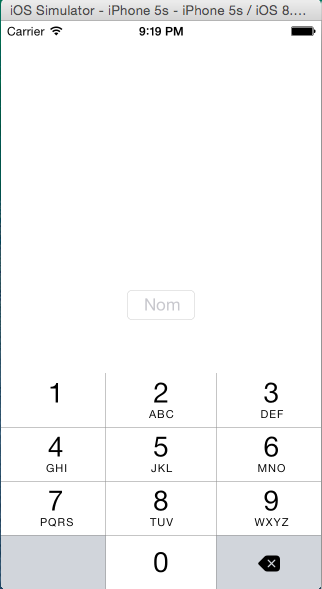 iOS Simulator - iPhone 5s - iPhone 5s / iOS 8....
Carrier 9:19 PM
Nom
1 2 3
ABC DEF
4 5 6
GHI JKL MNO
7 8 9
PQRS TUV WXYZ
0